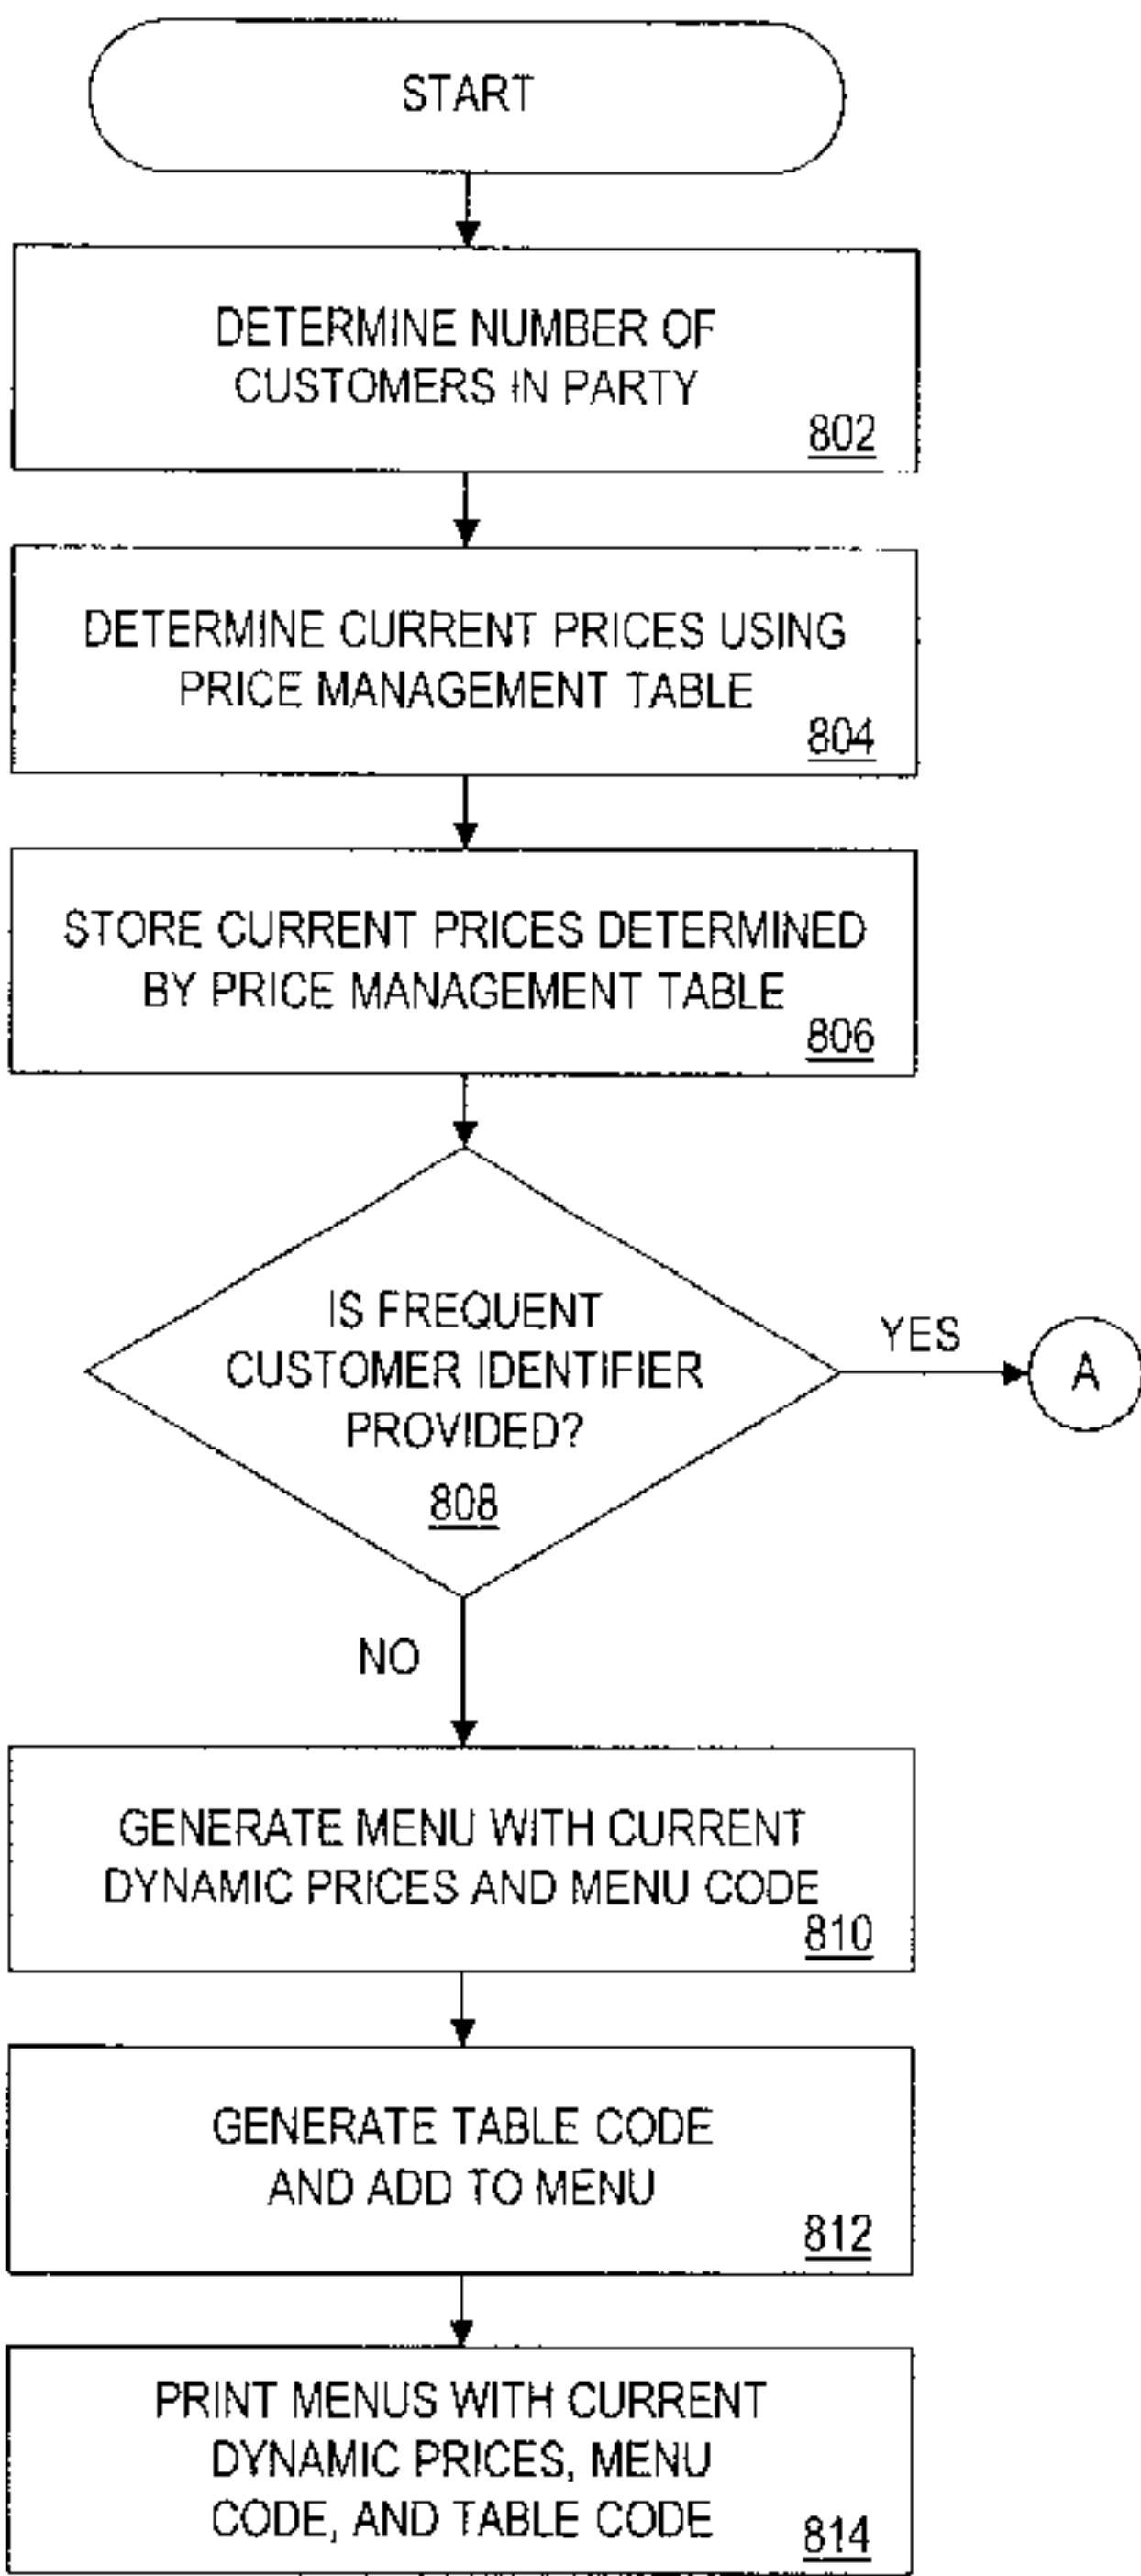 START
DETERMINE NUMBER OF
CUSTOMERS IN PARTY
802
DETERMINE CURRENT PRICES USING
PRICE MANAGEMENT TABLE
804
STORE CURRENT PRICES DETERMINED
BY PRICE MANAGEMENT TABLE
806
IS FREQUENT
CUSTOMER IDENTIFIER
PROVIDED?
808
YES
A
NO
GENERATE MENU WITH CURRENT
DYNAMIC PRICES AND MENU CODE
810
GENERATE TABLE CODE
AND ADD TO MENU
812
PRINT MENUS WITH CURRENT
DYNAMIC PRICES, MENU
CODE, AND TABLE CODE
814